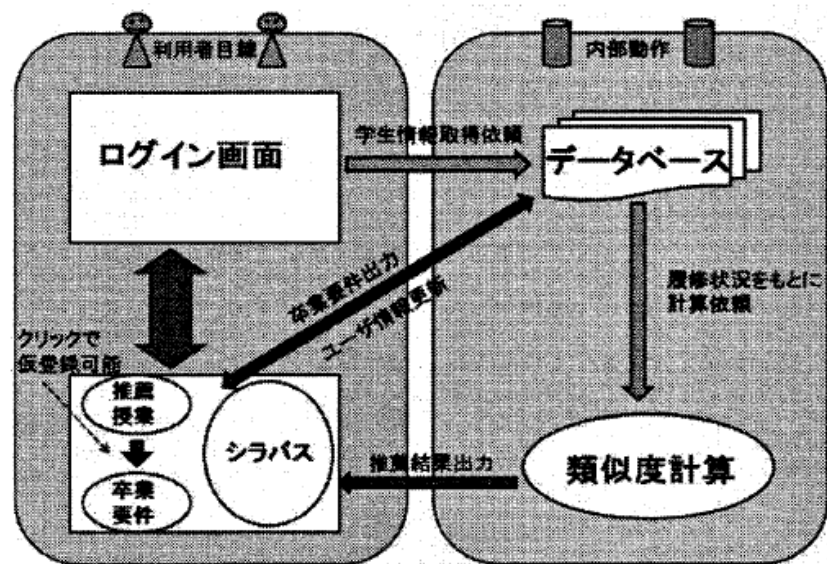 利用者目線
内部動作
ログイン画面
学生情報取得依頼
データベース
卒業要件出力
ユーザ情報更新
履修状況をもとに
計算依頼
クリックで
仮登録可能
推薦
授業
シラバス
卒業
要件
推薦結果出力
類似度計算